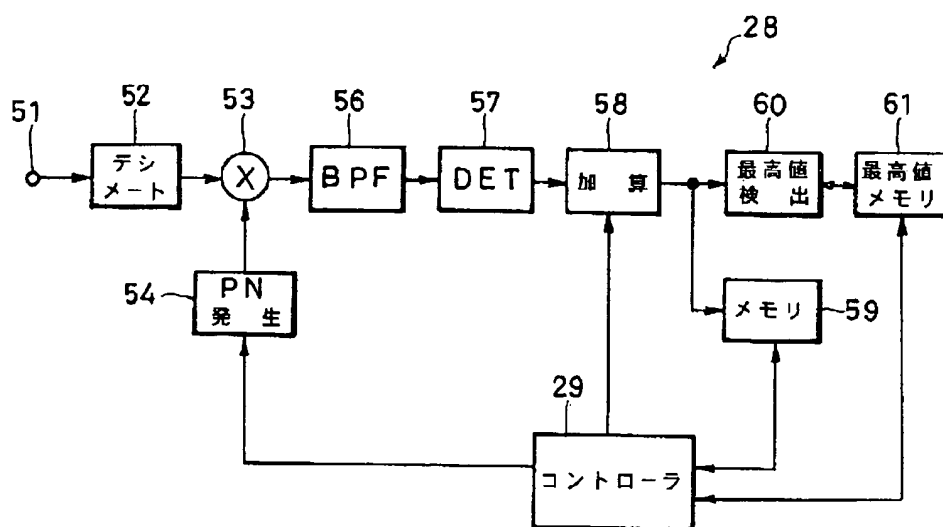 28
51
52
53
56
57
58
60
61
デシ
メート
X
BPF
DET
加算
最高値
検出
最高値
メモリ
54
PN
発生
メモリ
59
29
コントローラ